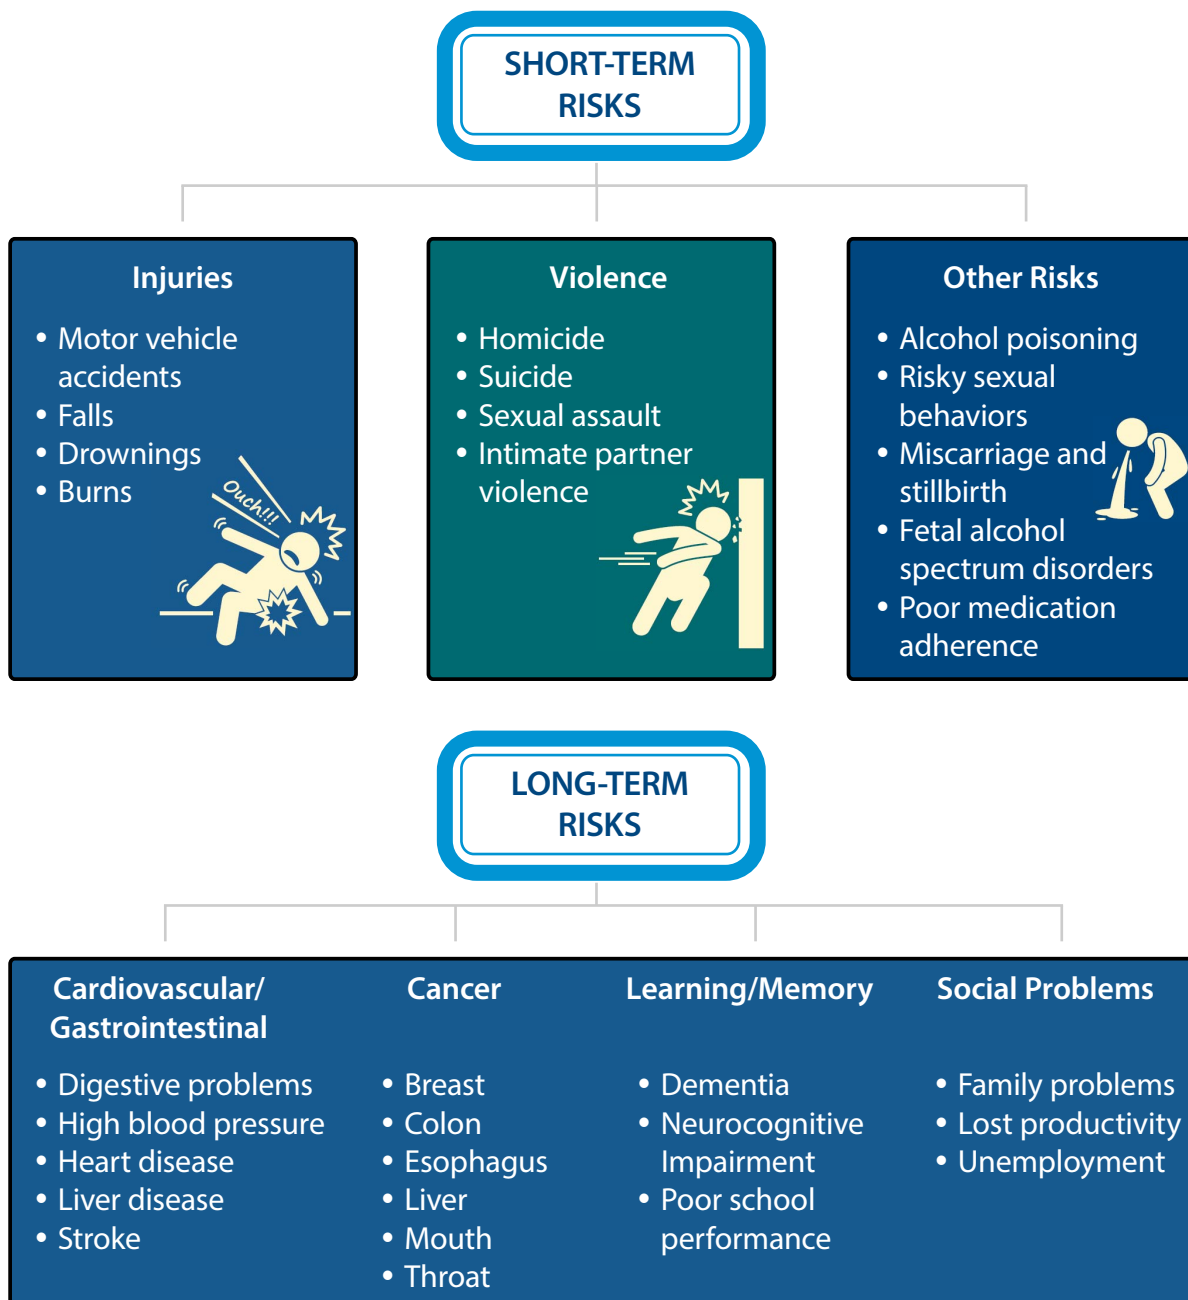 SHORT-TERM
RISKS
Injuries
• Motor vehicle
accidents
• Falls
• Drownings
• Burns
Ouch!!!
Violence
• Homicide
• Suicide
• Sexual assault
• Intimate partner
violence
Other Risks
• Alcohol poisoning
• Risky sexual
behaviors
• Miscarriage and
stillbirth
• Fetal alcohol
spectrum disorders
• Poor medication
adherence
LONG-TERM
RISKS
Cardiovascular/
Gastrointestinal
• Digestive problems
• High blood pressure
• Heart disease
• Liver disease
• Stroke
Cancer
• Breast
• Colon
• Esophagus
• Liver
• Mouth
• Throat
Learning/Memory
• Dementia
• Neurocognitive
Impairment
• Poor school
performance
Social Problems
• Family problems
• Lost productivity
• Unemployment